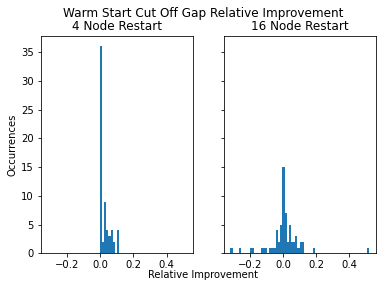 Warm Start Cut Off Gap Relative Improvement
4 Node Restart
16 Node Restart
Occurrences
35
30
25
20
15
10
5
0
−0.2 0.0 0.2 0.4
−0.2 0.0 0.2 0.4
Relative Improvement